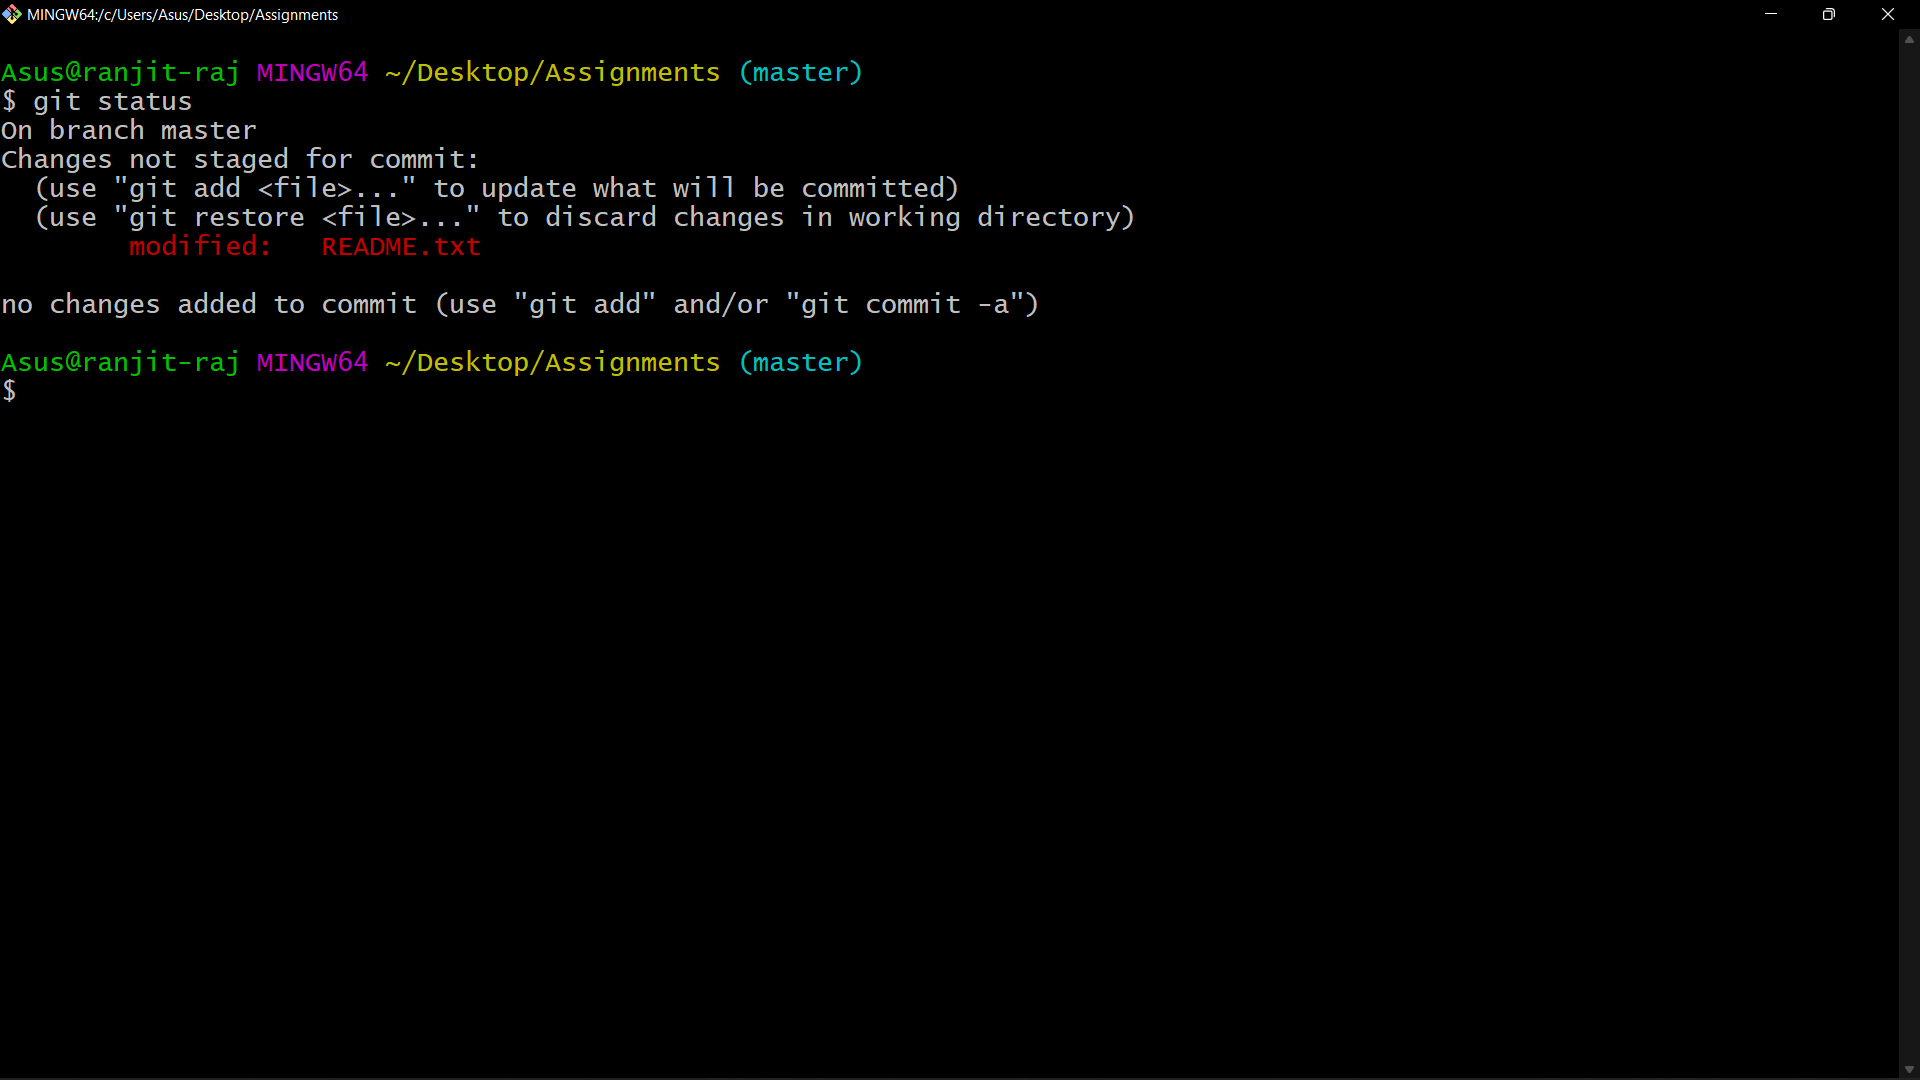 MINGW64:/c/Users/Asus/Desktop/Assignments
Asus@ranjit-raj MINGW64 ~/Desktop/Assignments (master)
$ git status
On branch master
Changes not staged for commit:
  (use "git add <file>..." to update what will be committed)
  (use "git restore <file>..." to discard changes in working directory)
        modified:   README.txt
no changes added to commit (use "git add" and/or "git commit -a")
Asus@ranjit-raj MINGW64 ~/Desktop/Assignments (master)
$